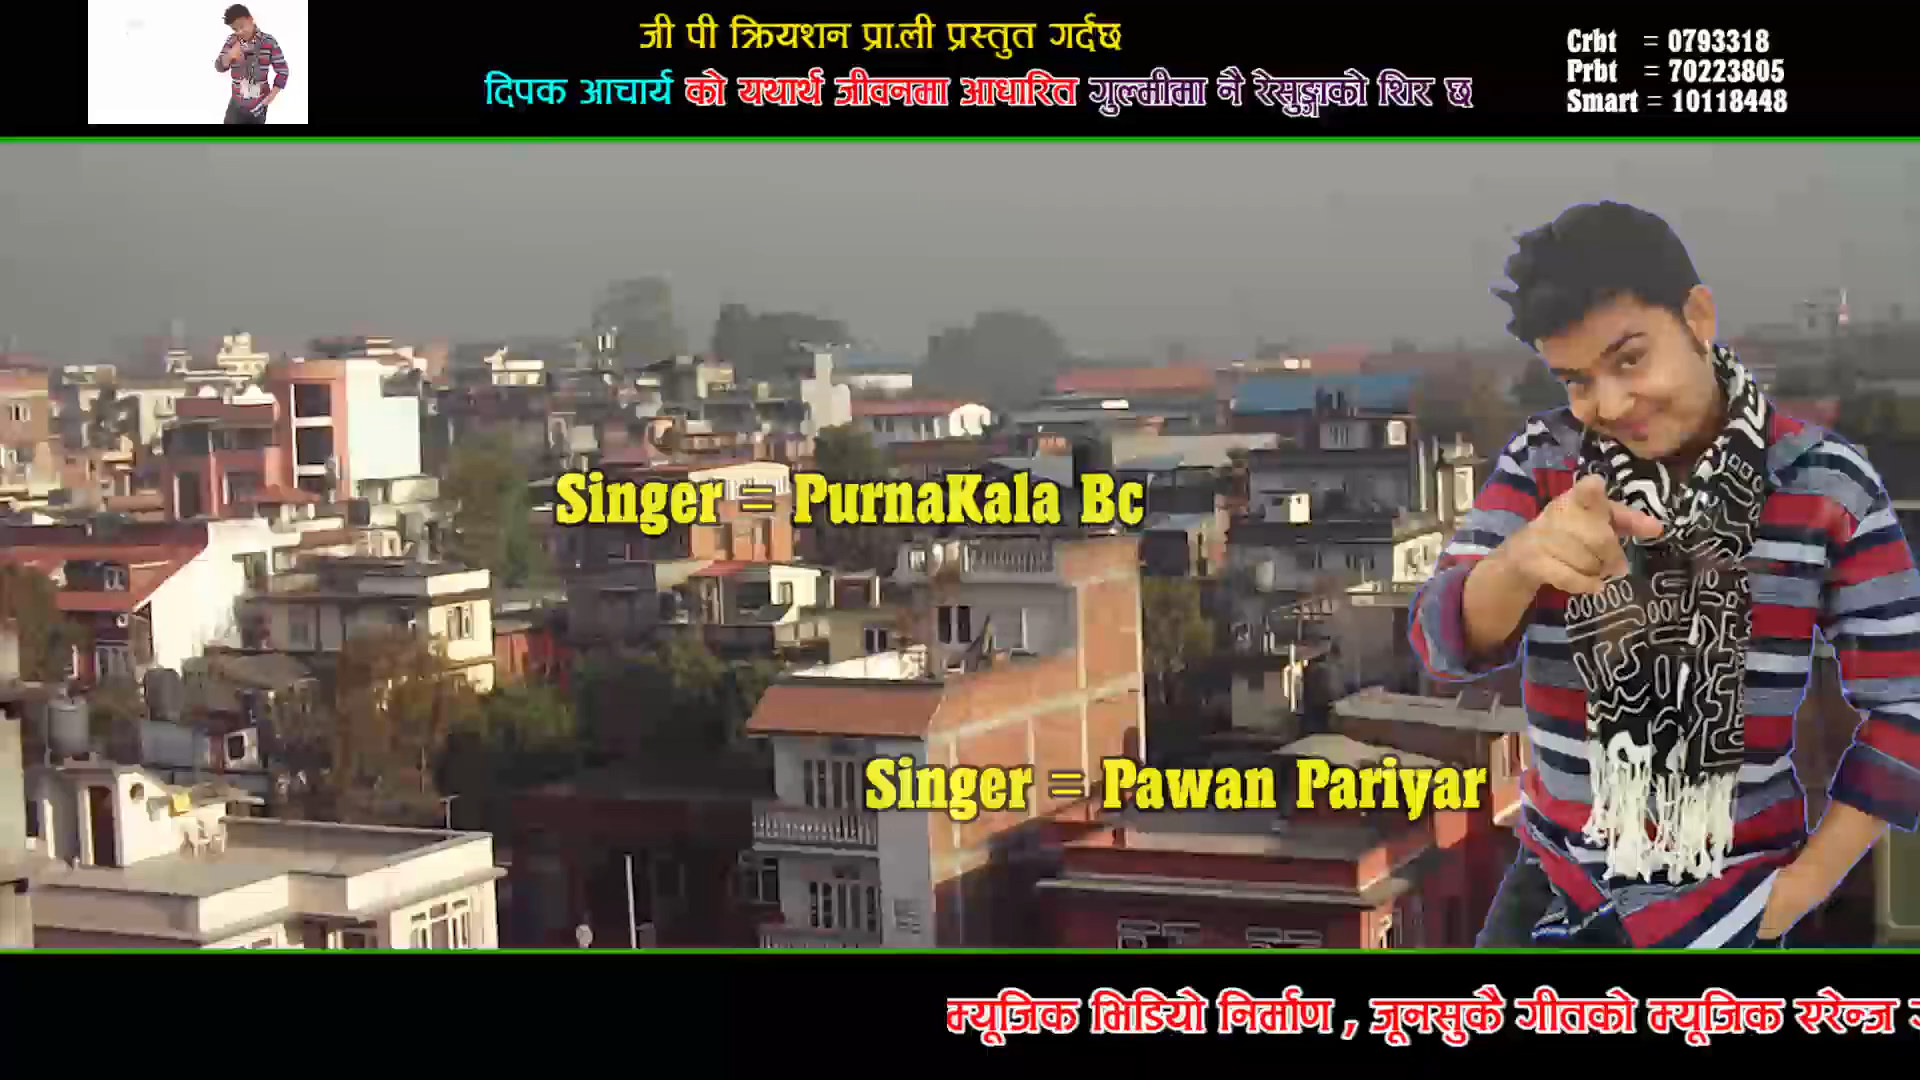 जी पी क्रियशन प्रा.ली प्रस्तुत गर्दछ
दिपक आचार्य को यथार्थ जीवनमा आधारित गुल्मीमा नै रेसुङ्गाको शिर छ
Crbt = 0793318
Prbt = 70223805
Smart = 10118448
Singer = PurnaKala Bc
Singer = Pawan Pariyar
म्यूजिक भिडियो निर्माण , जूनसुकै गीतको म्यूजिक एरेन्ज